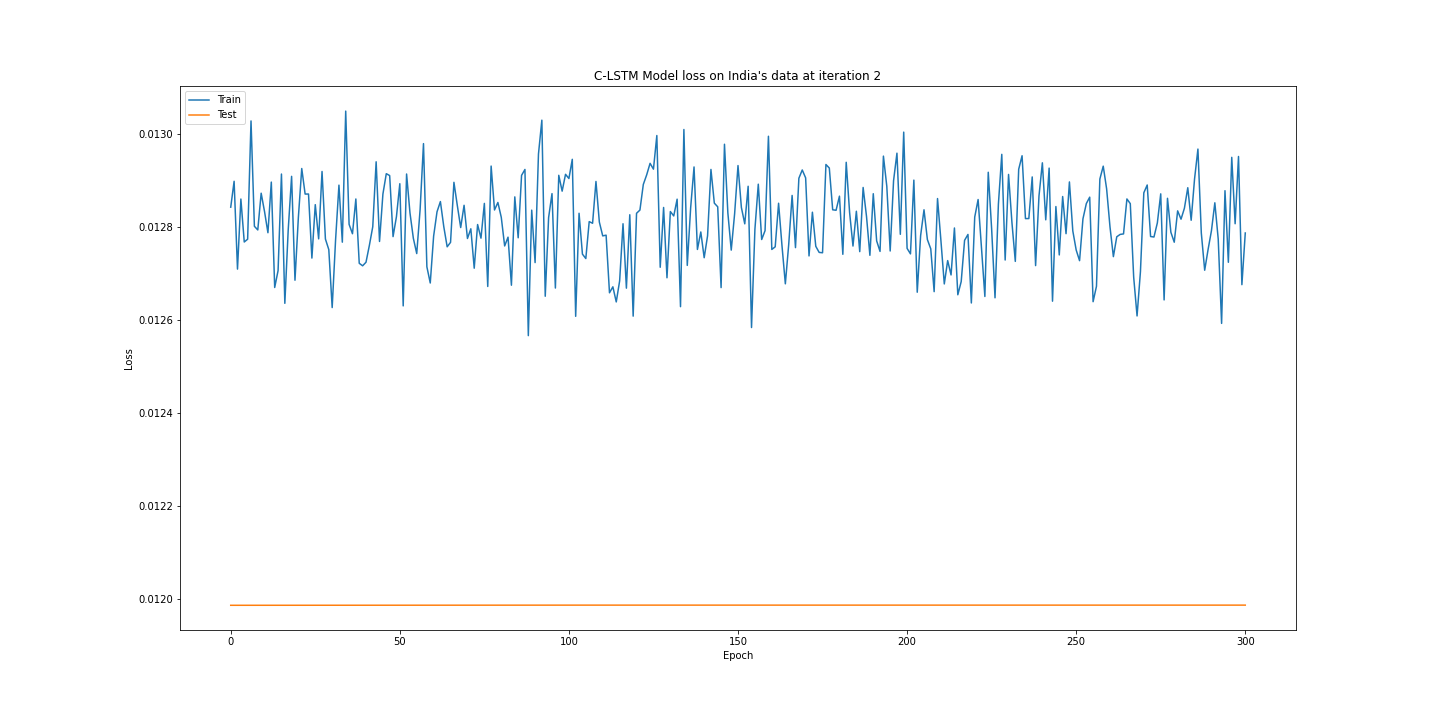 C-LSTM Model loss on India's data at iteration 2
Train
Test
0.0130
0.0128
0.0126
0.0124
0.0122
0.0120
Loss
0 50 100 150 200 250 300
Epoch